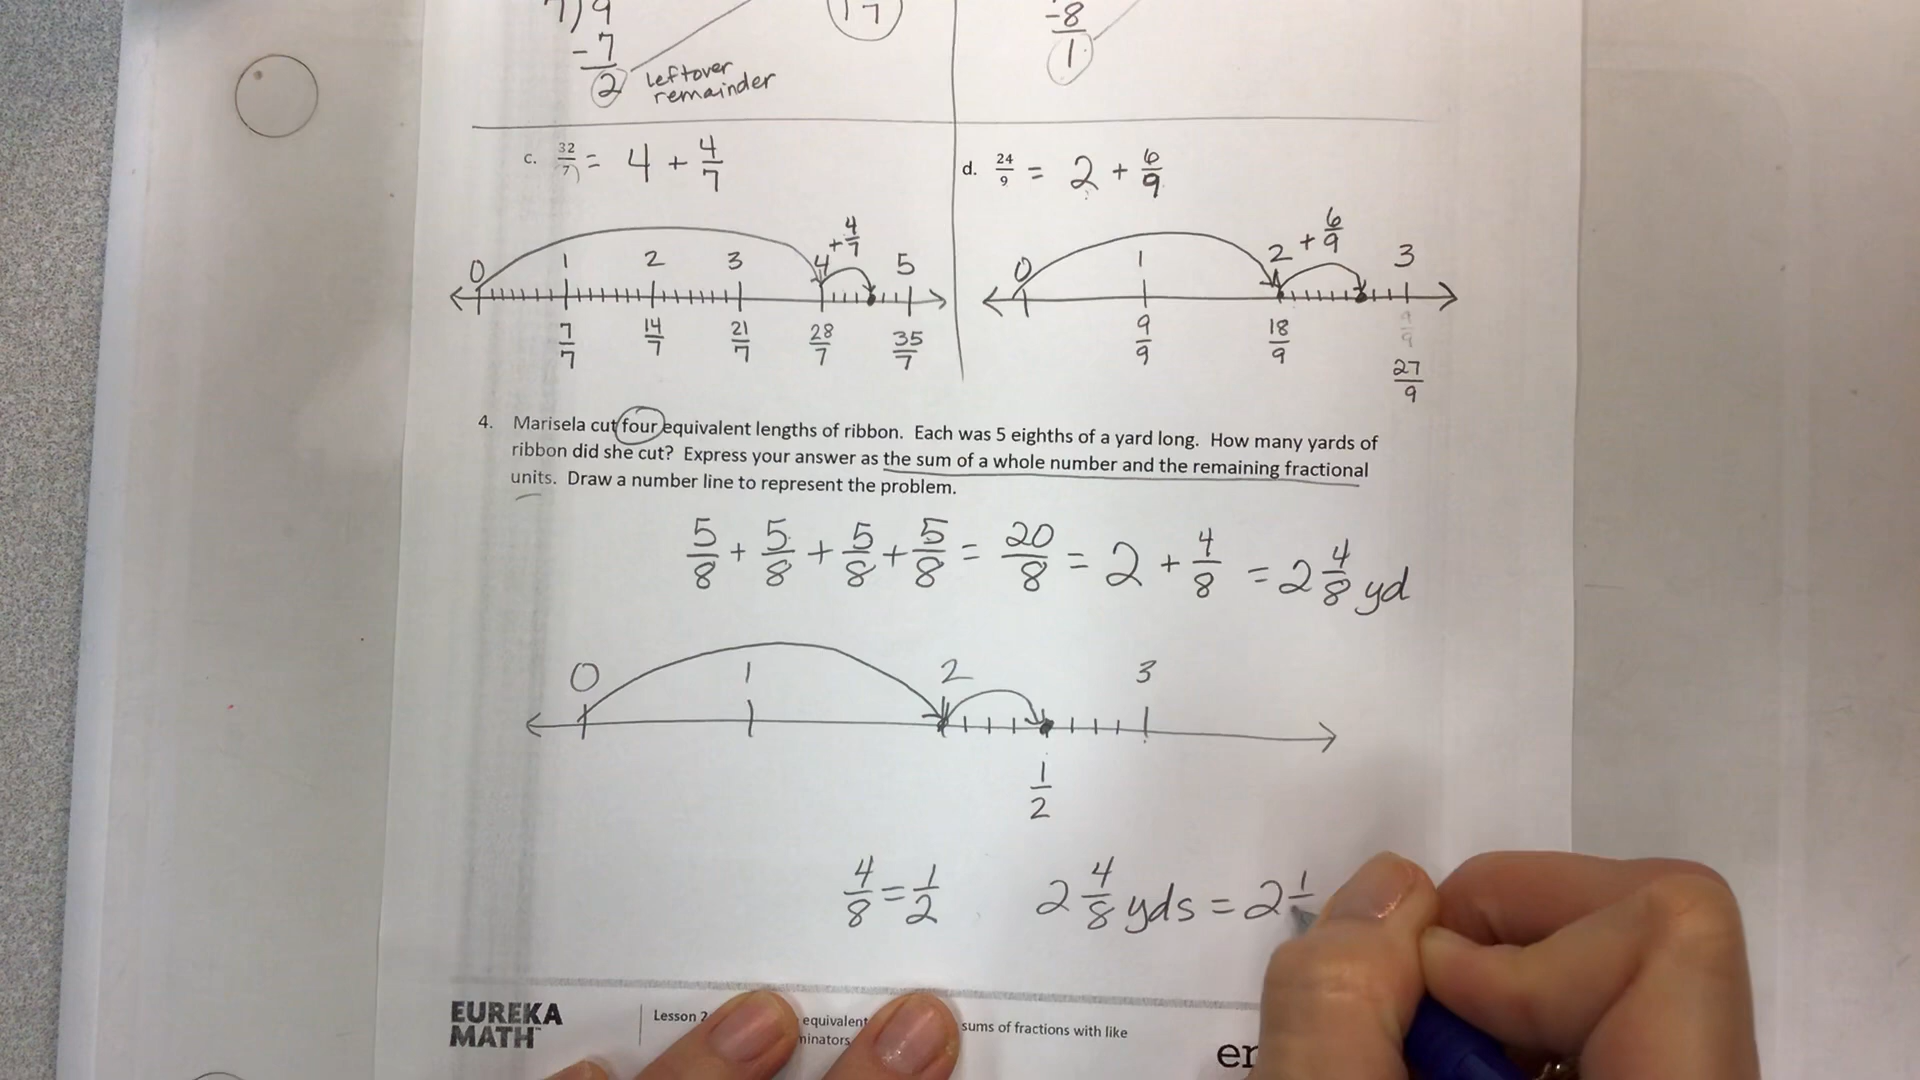 7)9
-7
2 leftover
remainder
17
-8
1
c. 32/7 = 4 + 4/7
+4/7
0 1 2 3 4 5
7/7 14/7 21/7 28/7 35/7
d. 24/9 = 2 + 6/9
+ 6/9
0 1 2 3
9/9 18/9 27/9
4. Marisela cut four equivalent lengths of ribbon. Each was 5 eighths of a yard long. How many yards of
ribbon did she cut? Express your answer as the sum of a whole number and the remaining fractional
units. Draw a number line to represent the problem.
5/8 + 5/8 + 5/8 + 5/8 = 20/8 = 2 + 4/8 = 2 4/8 yd
0 1 2 3
1/2
4/8 = 1/2 2 4/8 yds = 2 1
EUREKA
MATH
Lesson 2 equivalent sums of fractions with like